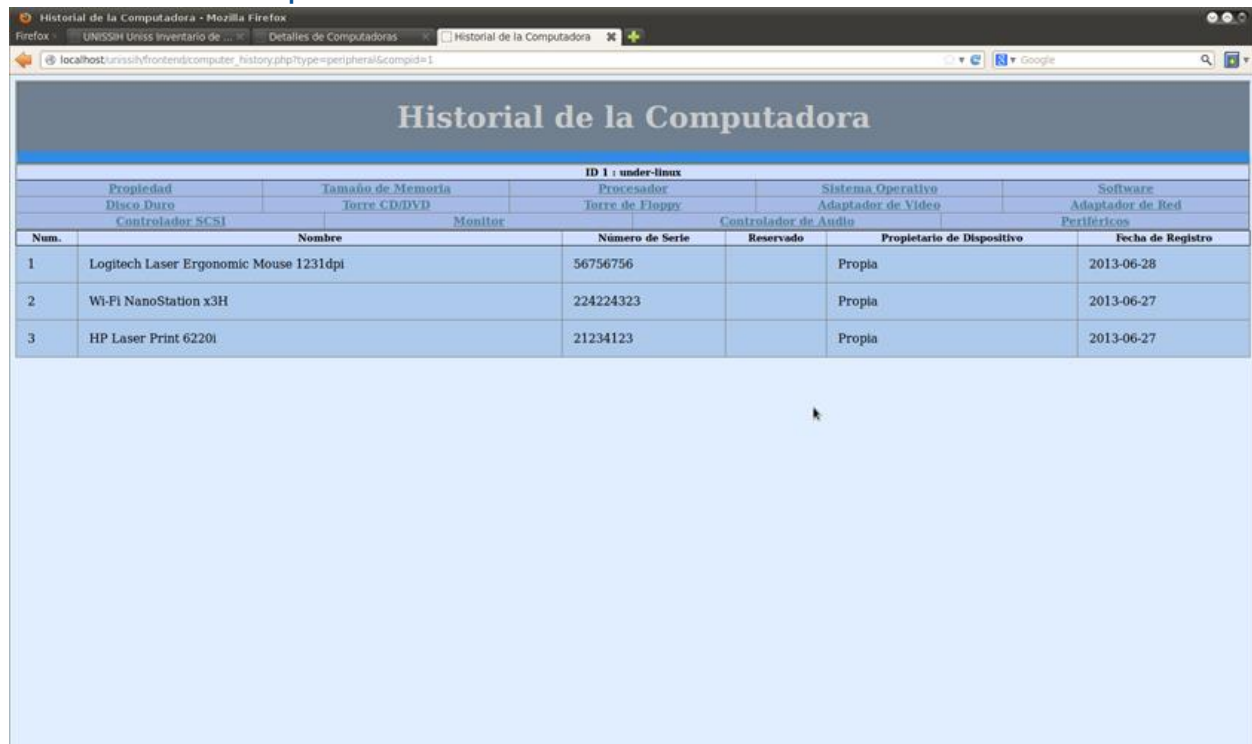 Historial de la Computadora - Mozilla Firefox
Firefox UNISSIH Uniss Inventario de ... Detalles de Computadoras Historial de la Computadora
localhost/unissih/frontend/computer_history.php?type=peripheral&compid=1 Google
Historial de la Computadora
ID 1 : under-linux
Propiedad Tamaño de Memoria Procesador Sistema Operativo Software
Disco Duro Torre CD/DVD Torre de Floppy Adaptador de Video Adaptador de Red
Controlador SCSI Monitor Controlador de Audio Periféricos
Num. Nombre Número de Serie Reservado Propietario de Dispositivo Fecha de Registro
1 Logitech Laser Ergonomic Mouse 1231dpi 56756756 Propia 2013-06-28
2 Wi-Fi NanoStation x3H 224224323 Propia 2013-06-27
3 HP Laser Print 6220i 21234123 Propia 2013-06-27